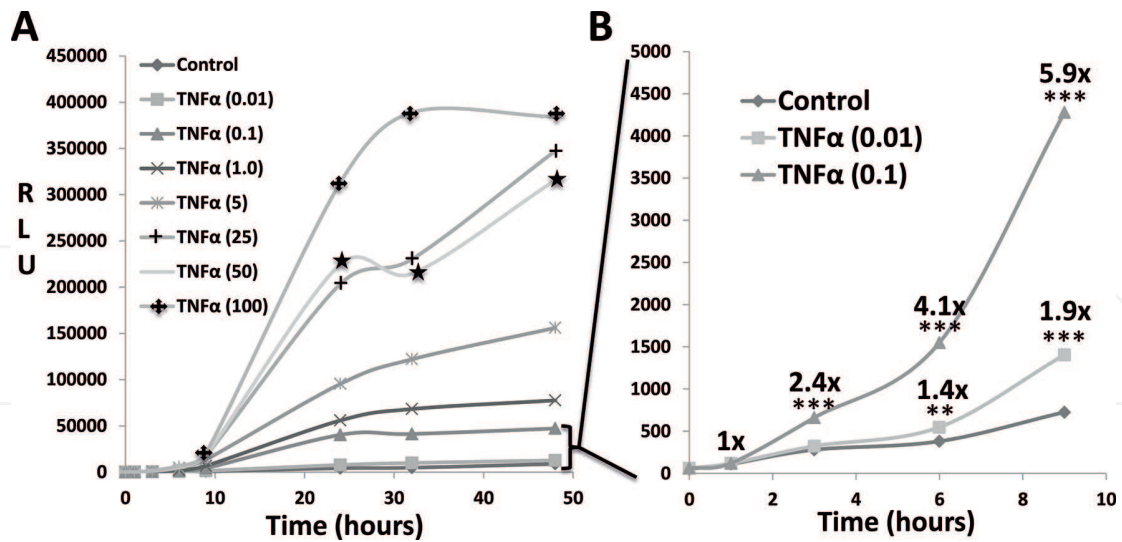 A
450000
400000
350000
300000
250000
200000
150000
100000
50000
0
R
L
U
Control
TNFα (0.01)
TNFα (0.1)
TNFα (1.0)
TNFα (5)
TNFα (25)
TNFα (50)
TNFα (100)
0 10 20 30 40 50
Time (hours)
B
5000
4500
4000
3500
3000
2500
2000
1500
1000
500
0
Control
TNFα (0.01)
TNFα (0.1)
5.9x
***
4.1x
***
1.9x
***
2.4x
***
1.4x
**
1x
0 2 4 6 8 10
Time (hours)